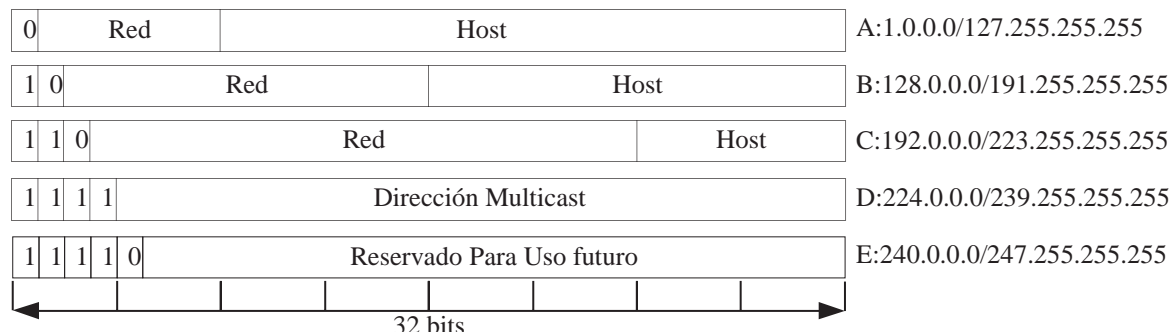 0 Red Host A:1.0.0.0/127.255.255.255
1 0 Red Host B:128.0.0.0/191.255.255.255
1 1 0 Red Host C:192.0.0.0/223.255.255.255
1 1 1 1 Dirección Multicast D:224.0.0.0/239.255.255.255
1 1 1 1 0 Reservado Para Uso futuro E:240.0.0.0/247.255.255.255
32 bits